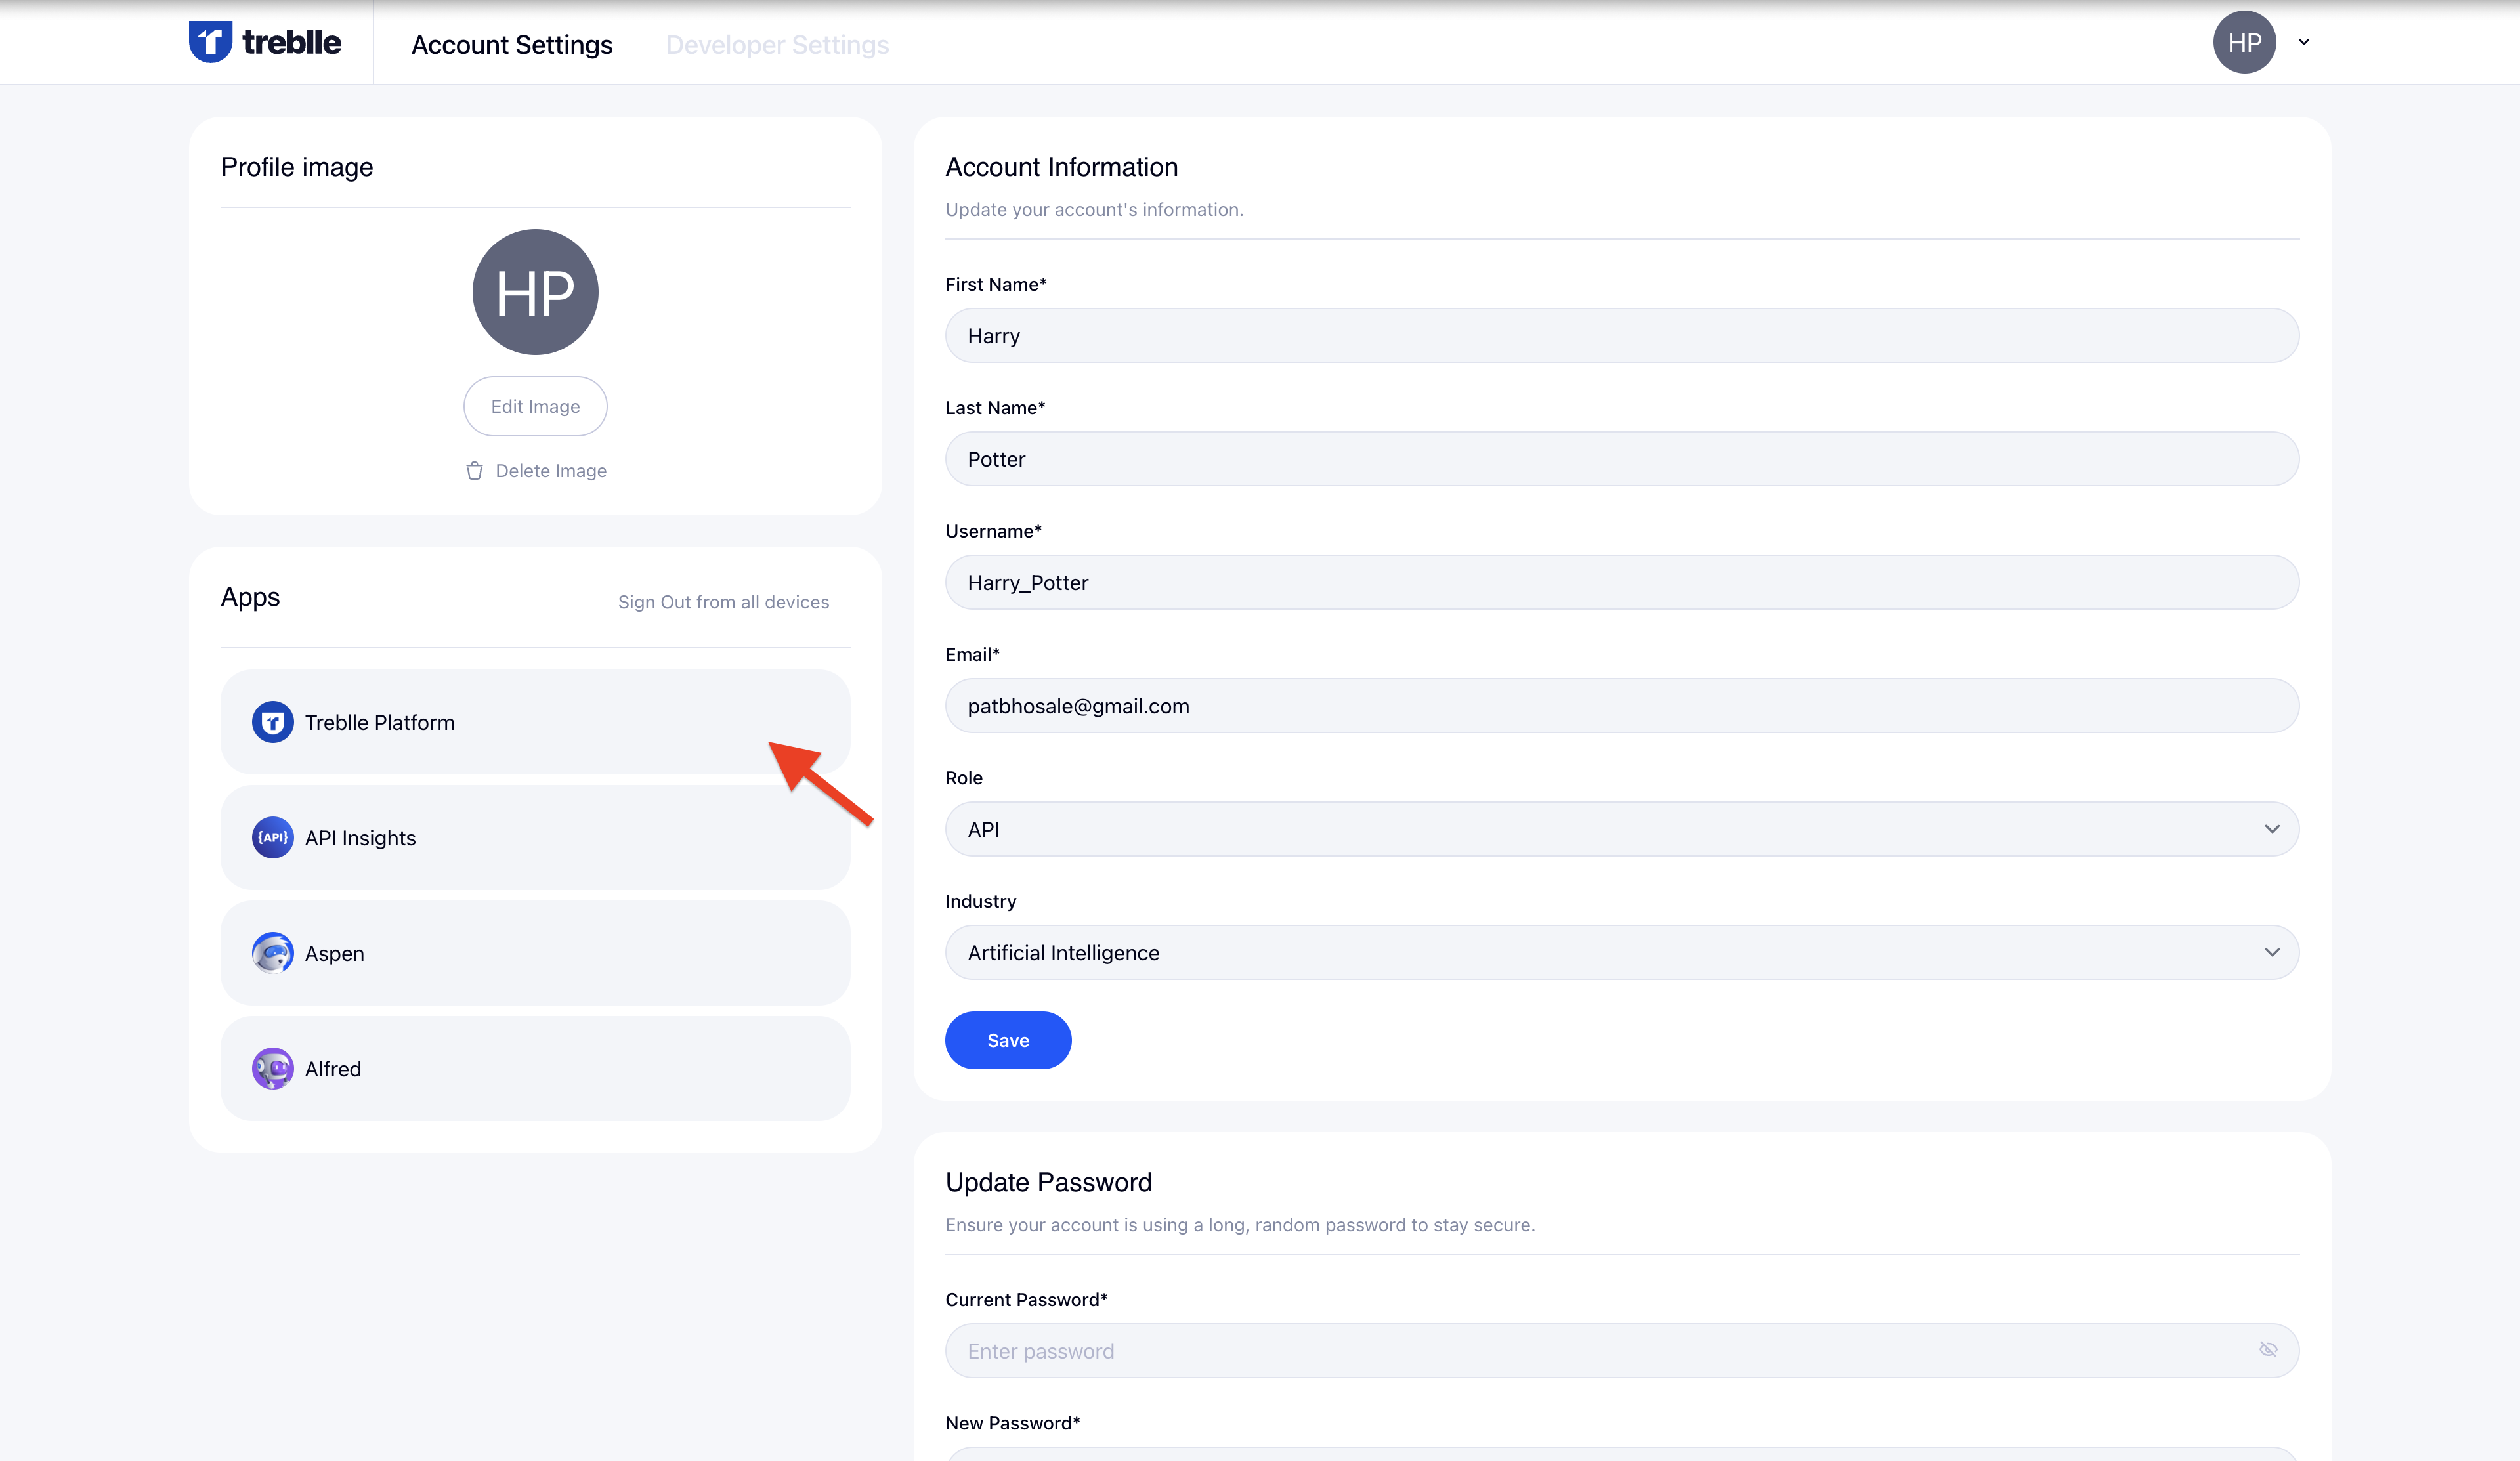 treblle
Account Settings
Developer Settings
HP
Profile image
HP
Edit Image
Delete Image
Apps
Sign Out from all devices
Treblle Platform
{API}
API Insights
Aspen
Alfred
Account Information
Update your account's information.
First Name*
Harry
Last Name*
Potter
Username*
Harry_Potter
Email*
patbhosale@gmail.com
Role
API
Industry
Artificial Intelligence
Save
Update Password
Ensure your account is using a long, random password to stay secure.
Current Password*
Enter password
New Password*